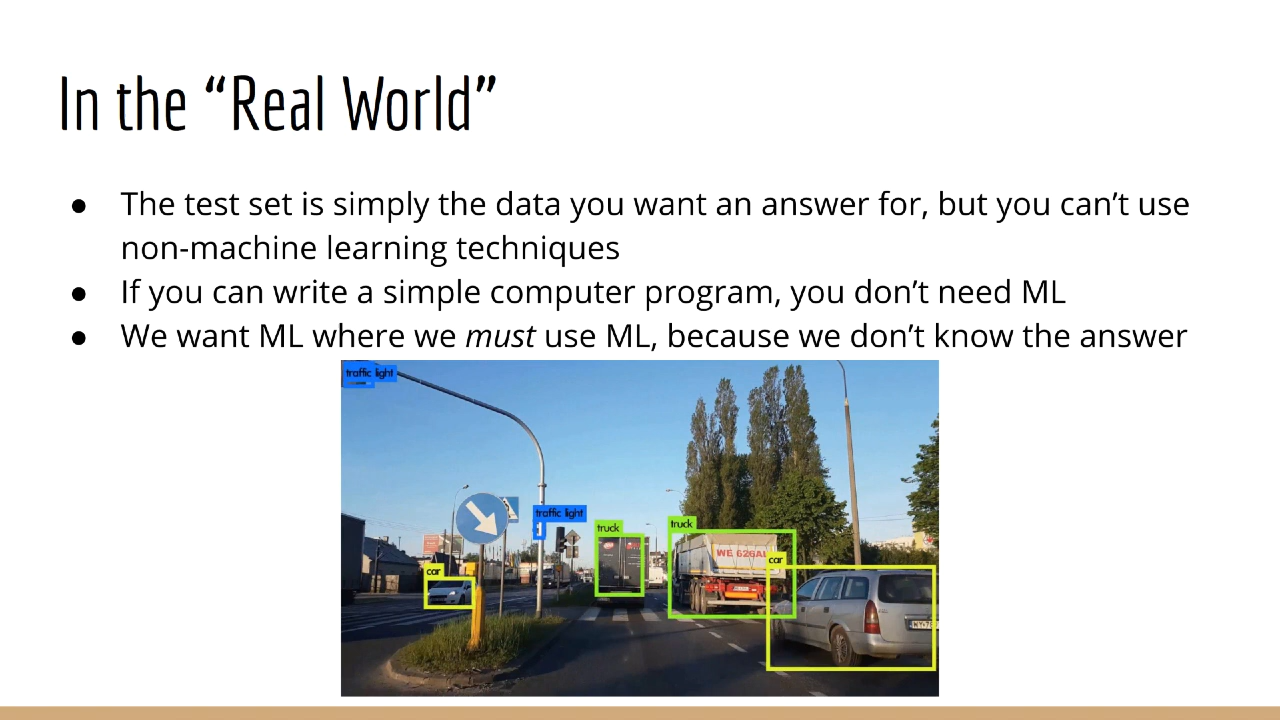 In the “Real World”
● The test set is simply the data you want an answer for, but you can’t use
non-machine learning techniques
● If you can write a simple computer program, you don’t need ML
● We want ML where we must use ML, because we don’t know the answer
traffic light
traffic light
truck
truck
WE 626AL
car
car